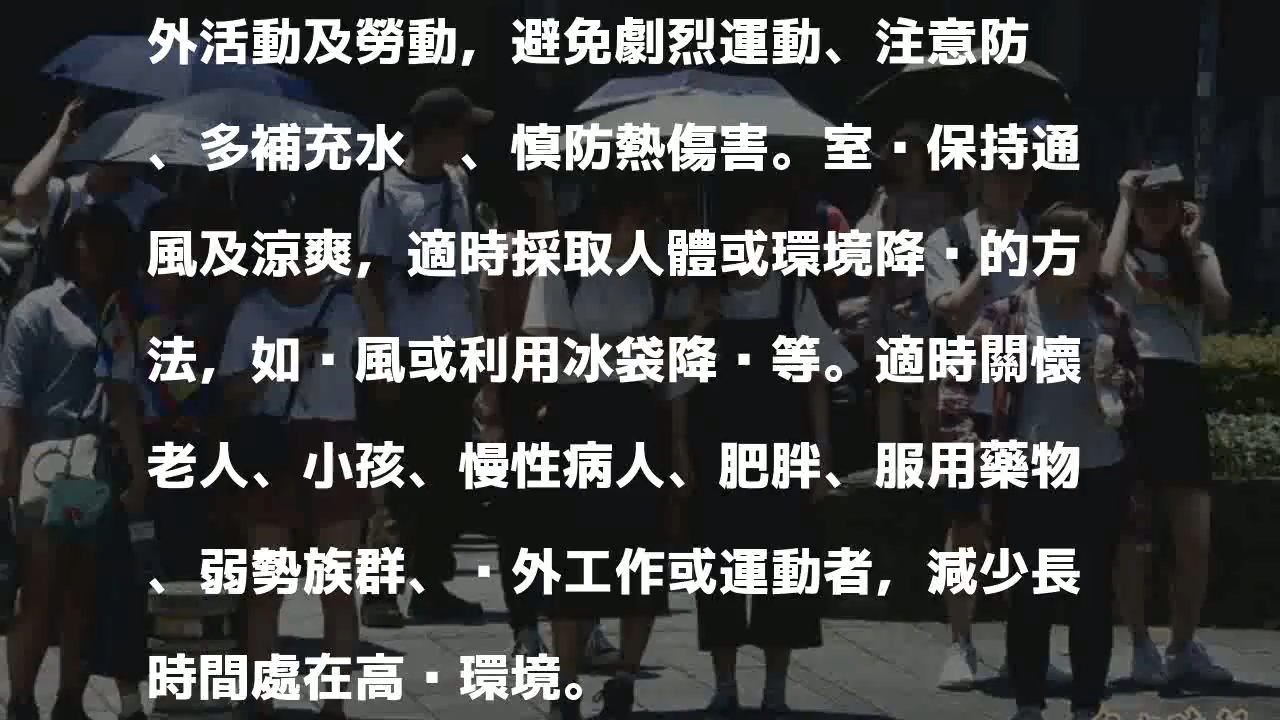 外活動及勞動，避免劇烈運動、注意防
、多補充水　、慎防熱傷害。室▪保持通
風及涼爽，適時採取人體或環境降▪的方
法，如▪風或利用冰袋降▪等。適時關懷
老人、小孩、慢性病人、肥胖、服用藥物
、弱勢族群、▪外工作或運動者，減少長
時間處在高▪環境。